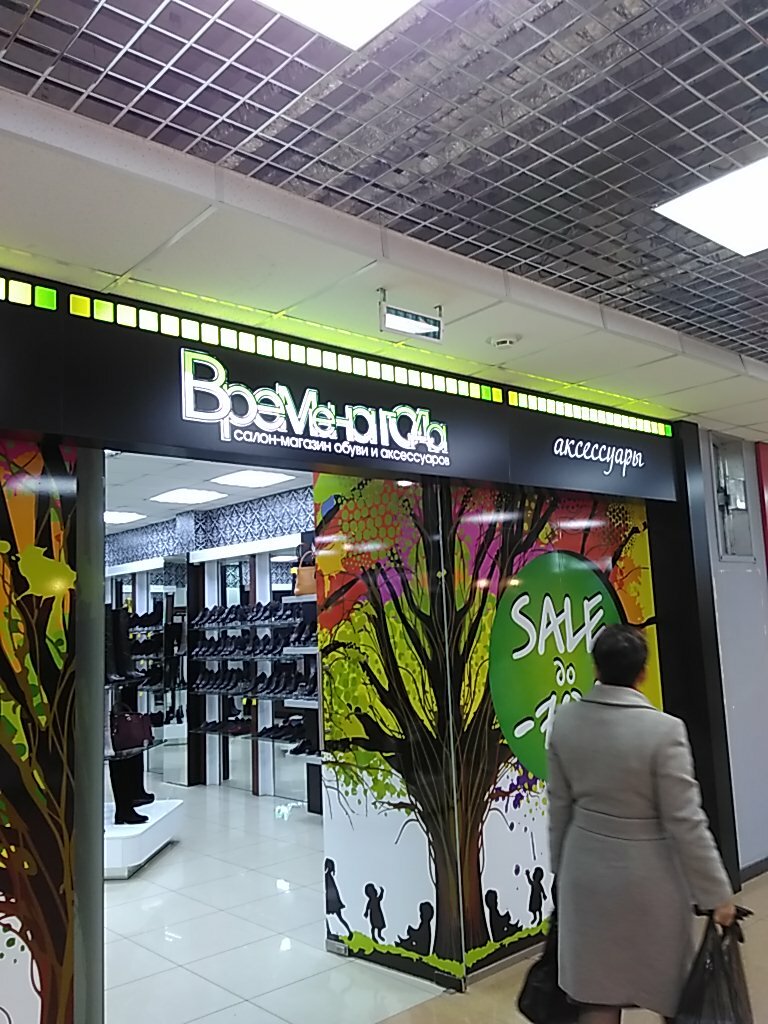 Времена года
салон-магазин обуви и аксессуаров
аксессуары
SALE
до